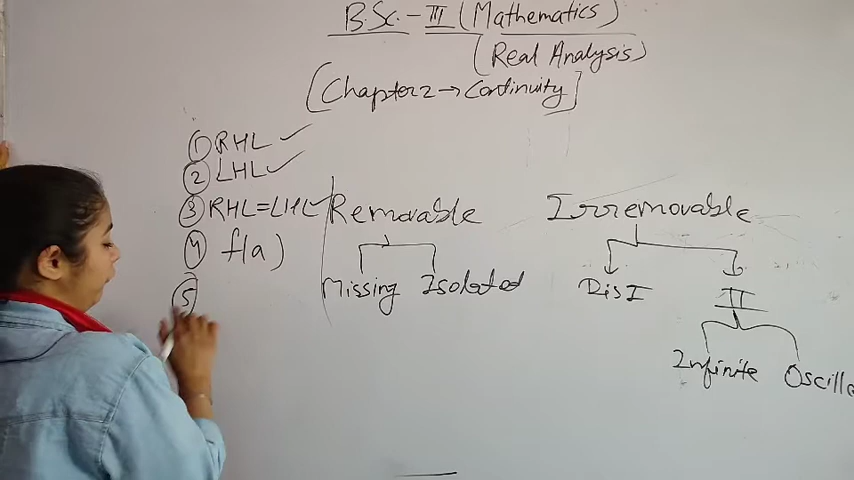 B.Sc. - III (Mathematics)
(Real Analysis)
[Chapter 2 → Continuity]
① RHL ✓
② LHL ✓
③ RHL = LHL ✓
④ f(a)
⑤
Removable
Missing Isolated
Irremovable
Dis I II
Infinite Oscille